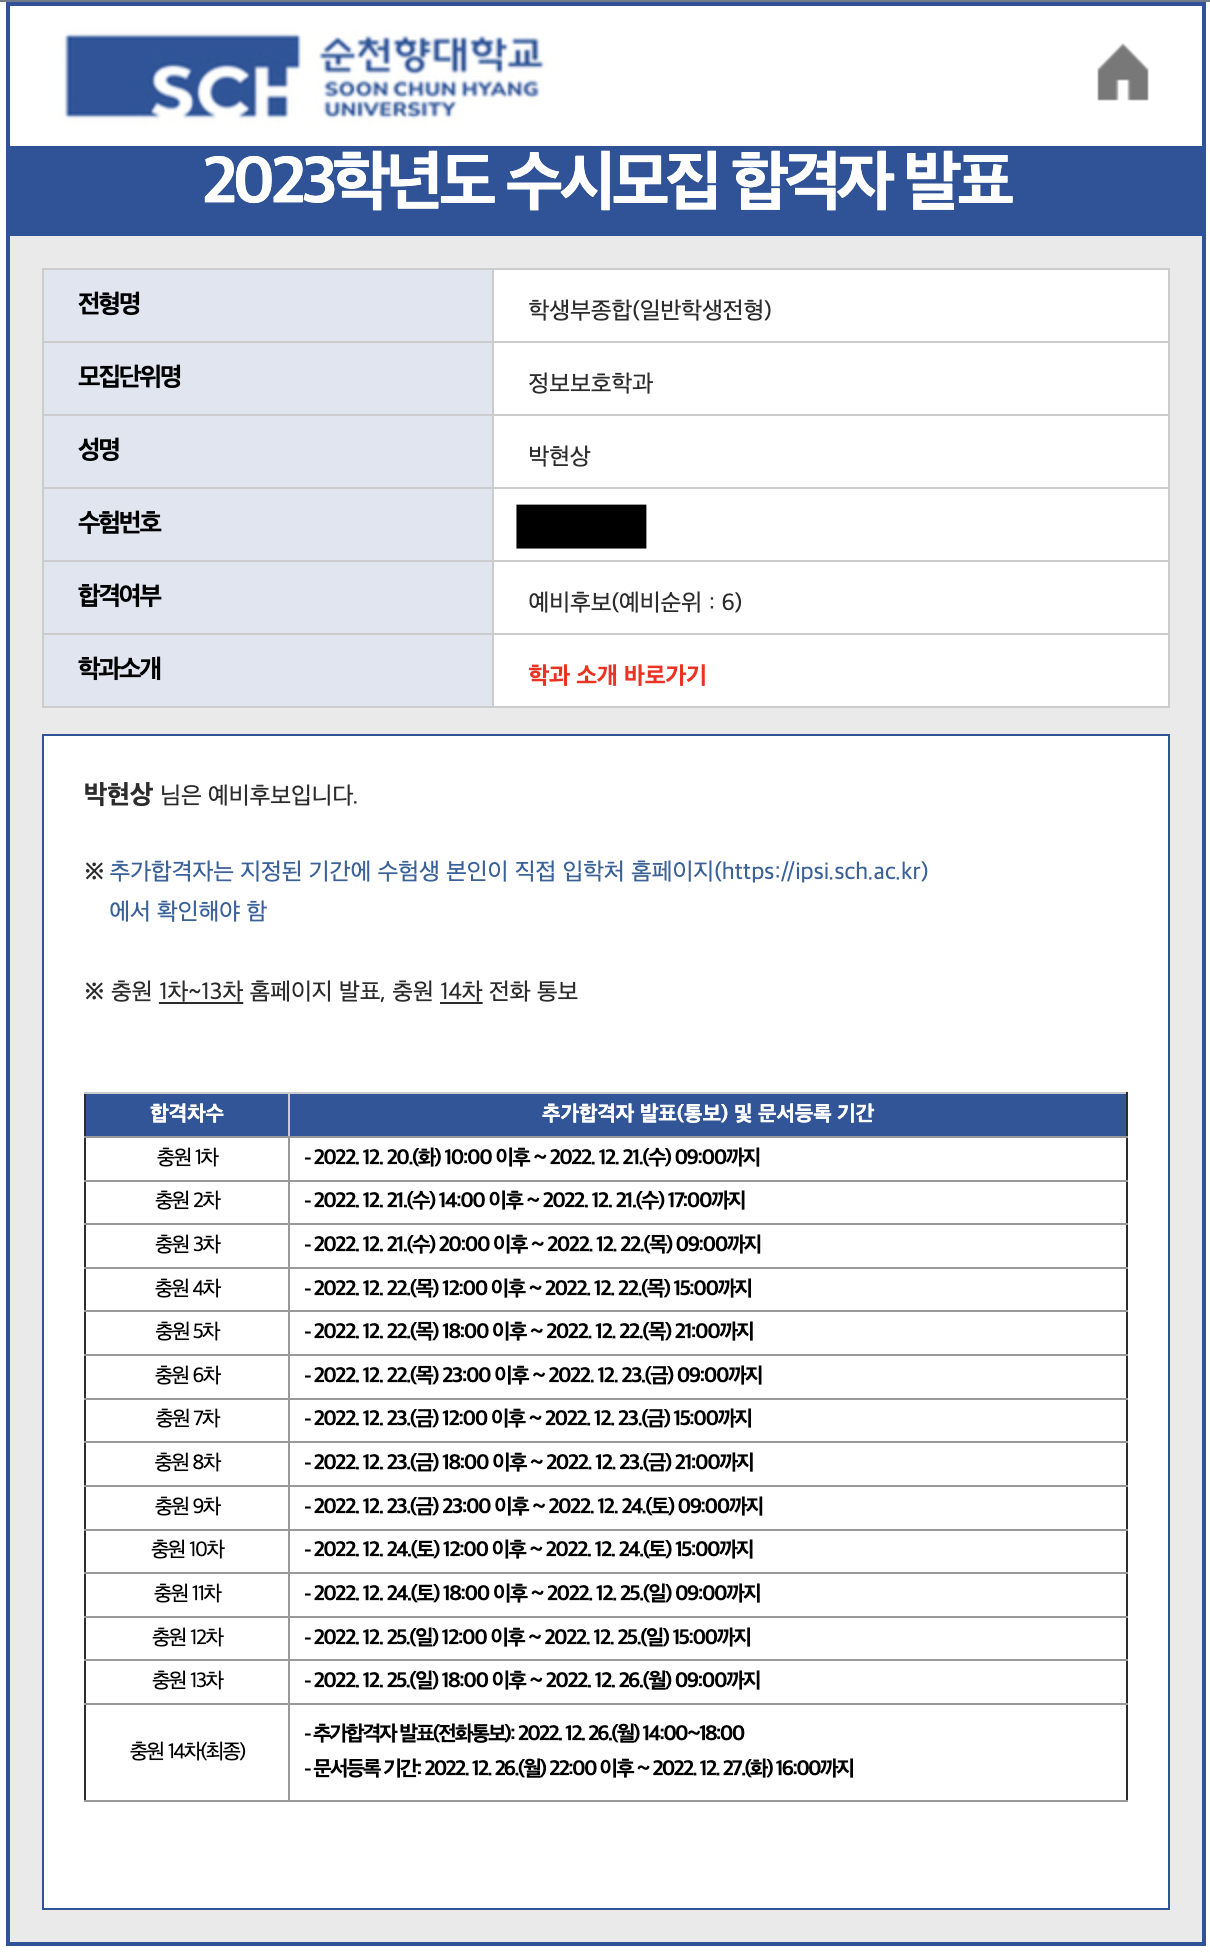 SCH 순천향대학교
SOON CHUN HYANG
UNIVERSITY
2023학년도 수시모집 합격자 발표
전형명 학생부종합(일반학생전형)
모집단위명 정보보호학과
성명 박현상
수험번호
합격여부 예비후보(예비순위 : 6)
학과소개 학과 소개 바로가기
박현상 님은 예비후보입니다.
※ 추가합격자는 지정된 기간에 수험생 본인이 직접 입학처 홈페이지(https://ipsi.sch.ac.kr)
에서 확인해야 함
※ 충원 1차~13차 홈페이지 발표, 충원 14차 전화 통보
합격차수 추가합격자 발표(통보) 및 문서등록 기간
충원 1차 - 2022. 12. 20.(화) 10:00 이후 ~ 2022. 12. 21.(수) 09:00까지
충원 2차 - 2022. 12. 21.(수) 14:00 이후 ~ 2022. 12. 21.(수) 17:00까지
충원 3차 - 2022. 12. 21.(수) 20:00 이후 ~ 2022. 12. 22.(목) 09:00까지
충원 4차 - 2022. 12. 22.(목) 12:00 이후 ~ 2022. 12. 22.(목) 15:00까지
충원 5차 - 2022. 12. 22.(목) 18:00 이후 ~ 2022. 12. 22.(목) 21:00까지
충원 6차 - 2022. 12. 22.(목) 23:00 이후 ~ 2022. 12. 23.(금) 09:00까지
충원 7차 - 2022. 12. 23.(금) 12:00 이후 ~ 2022. 12. 23.(금) 15:00까지
충원 8차 - 2022. 12. 23.(금) 18:00 이후 ~ 2022. 12. 23.(금) 21:00까지
충원 9차 - 2022. 12. 23.(금) 23:00 이후 ~ 2022. 12. 24.(토) 09:00까지
충원 10차 - 2022. 12. 24.(토) 12:00 이후 ~ 2022. 12. 24.(토) 15:00까지
충원 11차 - 2022. 12. 24.(토) 18:00 이후 ~ 2022. 12. 25.(일) 09:00까지
충원 12차 - 2022. 12. 25.(일) 12:00 이후 ~ 2022. 12. 25.(일) 15:00까지
충원 13차 - 2022. 12. 25.(일) 18:00 이후 ~ 2022. 12. 26.(월) 09:00까지
충원 14차(최종) - 추가합격자 발표(전화통보): 2022. 12. 26.(월) 14:00~18:00
- 문서등록 기간: 2022. 12. 26.(월) 22:00 이후 ~ 2022. 12. 27.(화) 16:00까지